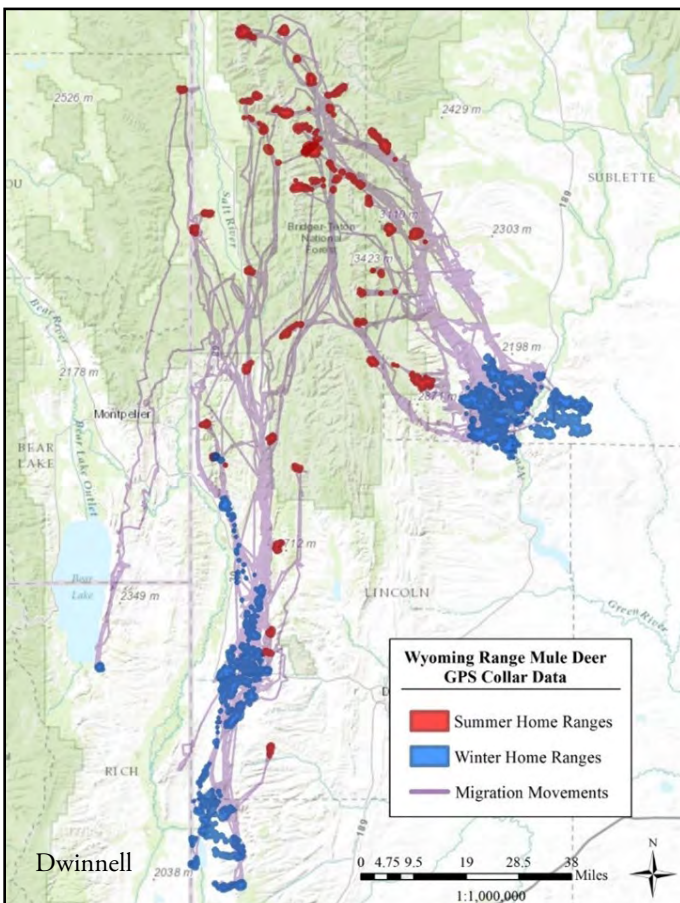 2526 m
2429 m
SUBLETTE
189
Salt River
3410 m
Bridger-Teton
National
Forest
2303 m
3423 m
Bear River
2198 m
2178 m
2871 m
Montpelier
BEAR
LAKE
Bear Lake Outlet
Bear
Lake
2349 m
LINCOLN
Green River
Wyoming Range Mule Deer
GPS Collar Data
Summer Home Ranges
Winter Home Ranges
Migration Movements
RICH
189
Dwinnell
2038 m
0 4.75 9.5 19 28.5 38
Miles
1:1,000,000
N